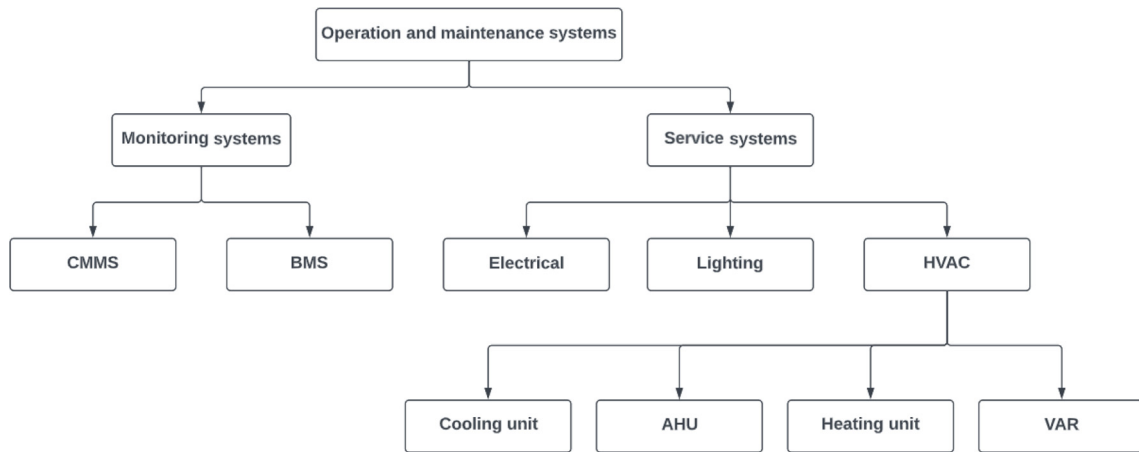 Operation and maintenance systems
Monitoring systems
Service systems
CMMS
BMS
Electrical
Lighting
HVAC
Cooling unit
AHU
Heating unit
VAR